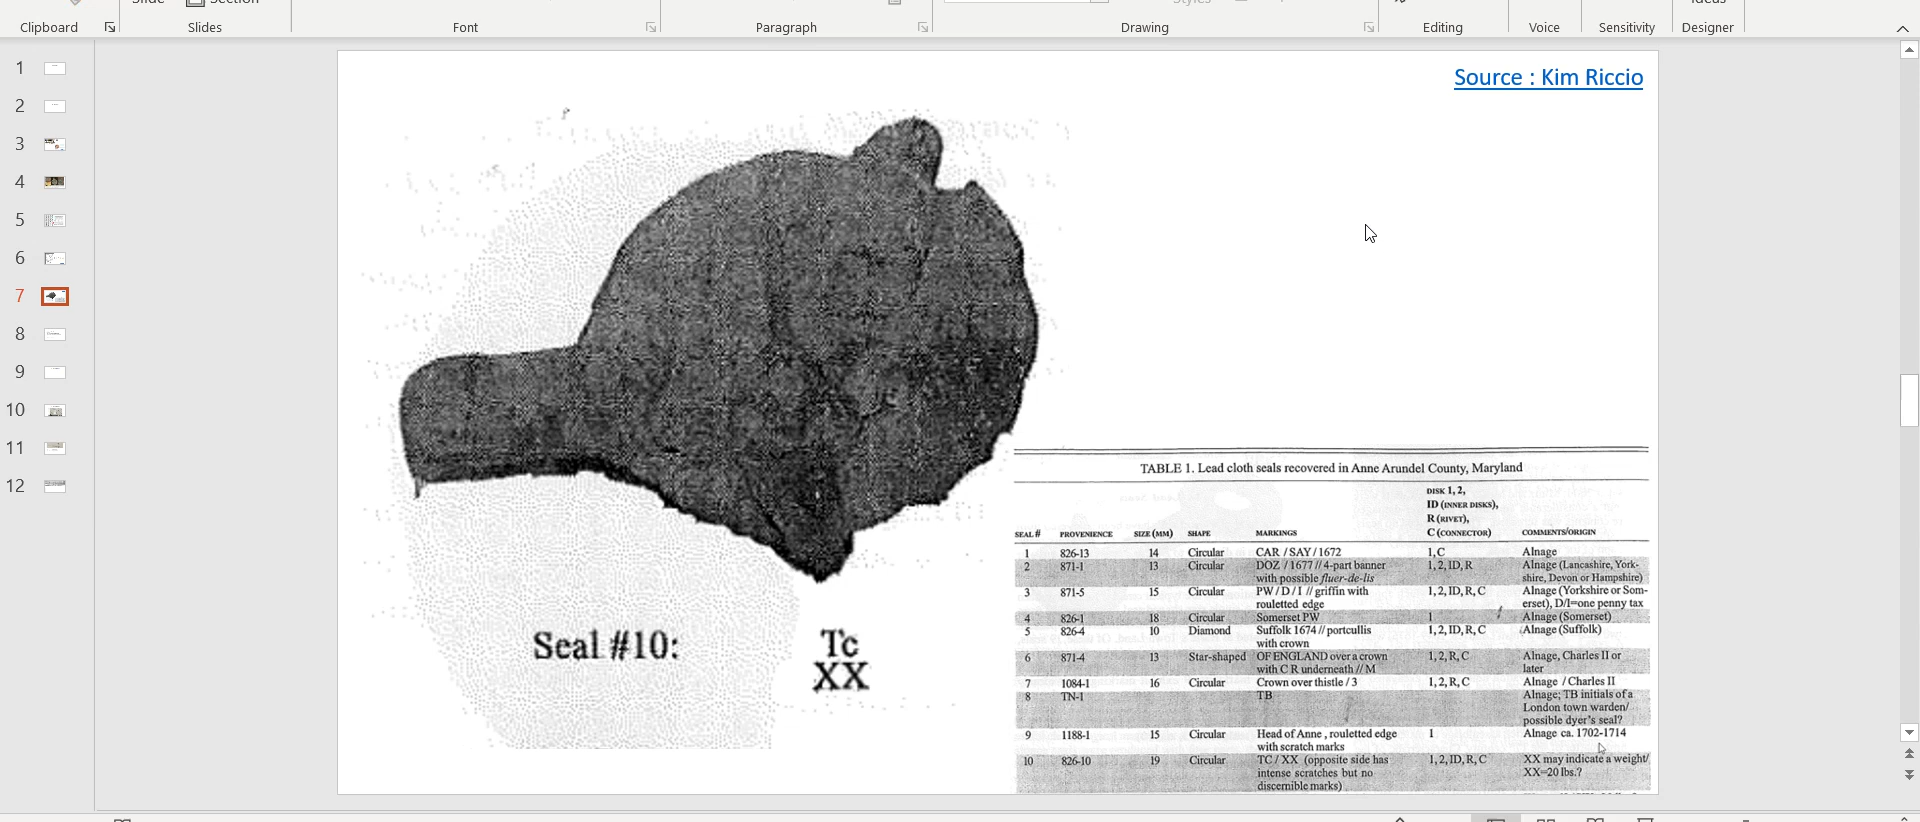 Slide
Section
Styles
Ideas
Clipboard
Slides
Font
Paragraph
Drawing
Editing
Voice
Sensitivity
Designer
1
2
3
4
5
6
7
8
9
10
11
12
Source : Kim Riccio
Seal #10:
Tc
XX
TABLE 1. Lead cloth seals recovered in Anne Arundel County, Maryland
DISK 1, 2,
ID (INNER DISKS),
R (RIVET),
SEAL # PROVENIENCE SIZE (MM) SHAPE MARKINGS C (CONNECTOR) COMMENTS/ORIGIN
1 826-13 14 Circular CAR / SAY / 1672 1, C Alnage
2 871-1 13 Circular DOZ / 1677 // 4-part banner 1, 2, ID, R Alnage (Lancashire, York-
with possible fluer-de-lis shire, Devon or Hampshire)
3 871-5 15 Circular PW / D / I // griffin with 1, 2, ID, R, C Alnage (Yorkshire or Som-
rouletted edge erset), D/I=one penny tax
4 826-1 18 Circular Somerset PW 1 Alnage (Somerset)
5 826-4 10 Diamond Suffolk 1674 // portcullis 1, 2, ID, R, C Alnage (Suffolk)
with crown
6 871-4 13 Star-shaped OF ENGLAND over a crown 1, 2, R, C Alnage, Charles II or
with C R underneath // M later
7 1084-1 16 Circular Crown over thistle / 3 1, 2, R, C Alnage / Charles II
8 TN-1 TB Alnage; TB initials of a
London town warden/
possible dyer's seal?
9 1188-1 15 Circular Head of Anne , rouletted edge 1 Alnage ca. 1702-1714
with scratch marks
10 826-10 19 Circular TC / XX (opposite side has 1, 2, ID, R, C XX may indicate a weight/
intense scratches but no XX=20 lbs.?
discernible marks)